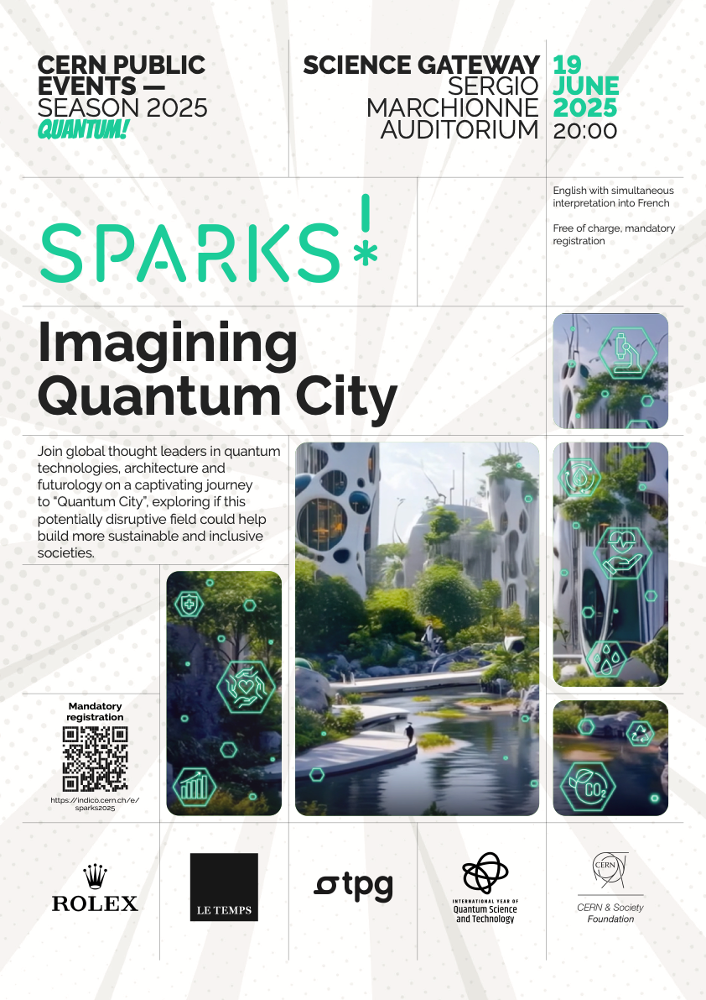 CERN PUBLIC
EVENTS —
SEASON 2025
QUANTUM!
SCIENCE GATEWAY
SERGIO
MARCHIONNE
AUDITORIUM
19
JUNE
2025
20:00
English with simultaneous
interpretation into French
Free of charge, mandatory
registration
SPARKS!
Imagining
Quantum City
Join global thought leaders in quantum
technologies, architecture and
futurology on a captivating journey
to “Quantum City”, exploring if this
potentially disruptive field could help
build more sustainable and inclusive
societies.
CO2
Mandatory
registration
https://indico.cern.ch/e/
sparks2025
ROLEX
LE TEMPS
tpg
INTERNATIONAL YEAR OF
Quantum Science
and Technology
CERN
CERN & Society
Foundation